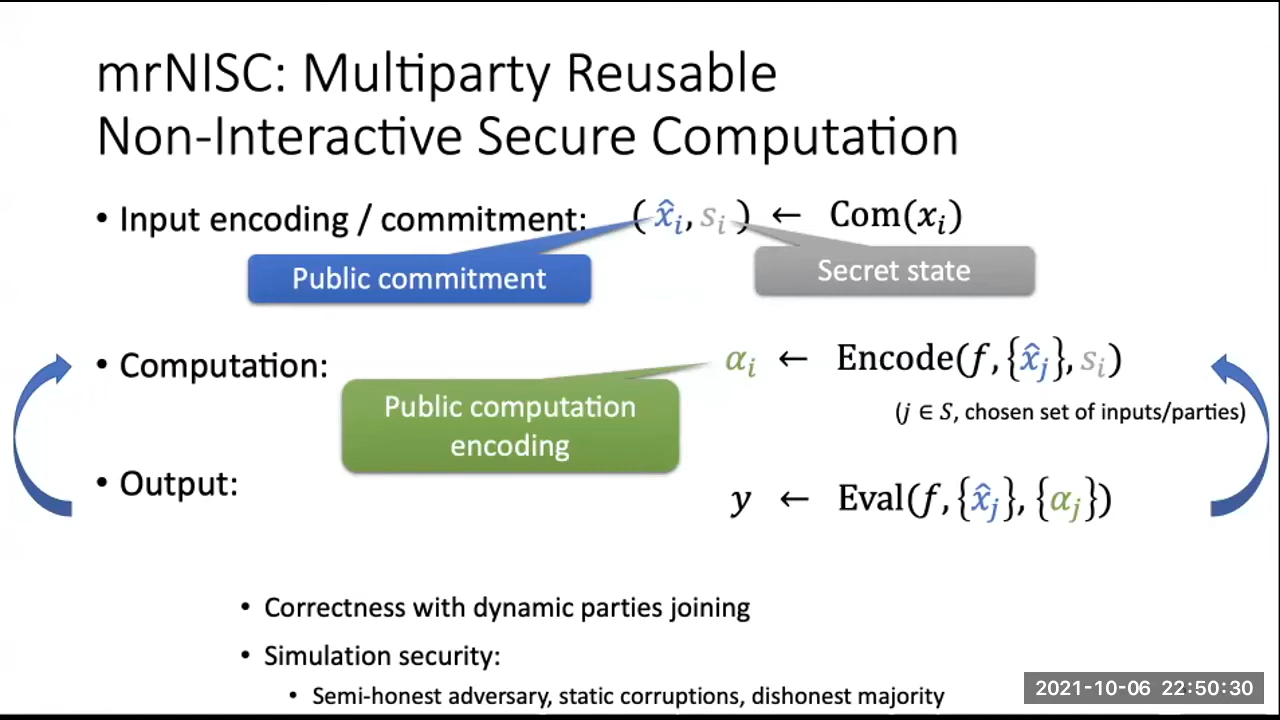 mrNISC: Multiparty Reusable
Non-Interactive Secure Computation
• Input encoding / commitment: (x̂ᵢ, sᵢ) ← Com(xᵢ)
Public commitment
Secret state
• Computation: αᵢ ← Encode(f, {x̂ⱼ}, sᵢ)
(j ∈ S, chosen set of inputs/parties)
Public computation
encoding
• Output: y ← Eval(f, {x̂ⱼ}, {αⱼ})
• Correctness with dynamic parties joining
• Simulation security:
• Semi-honest adversary, static corruptions, dishonest majority
2021-10-06 22:50:30